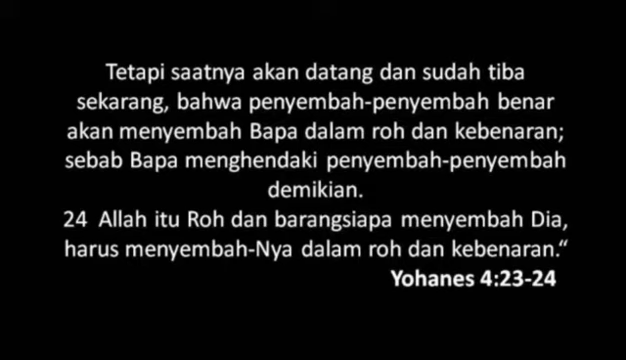 Tetapi saatnya akan datang dan sudah tiba
sekarang, bahwa penyembah-penyembah benar
akan menyembah Bapa dalam roh dan kebenaran;
sebab Bapa menghendaki penyembah-penyembah
demikian.
24 Allah itu Roh dan barangsiapa menyembah Dia,
harus menyembah-Nya dalam roh dan kebenaran.“
Yohanes 4:23-24